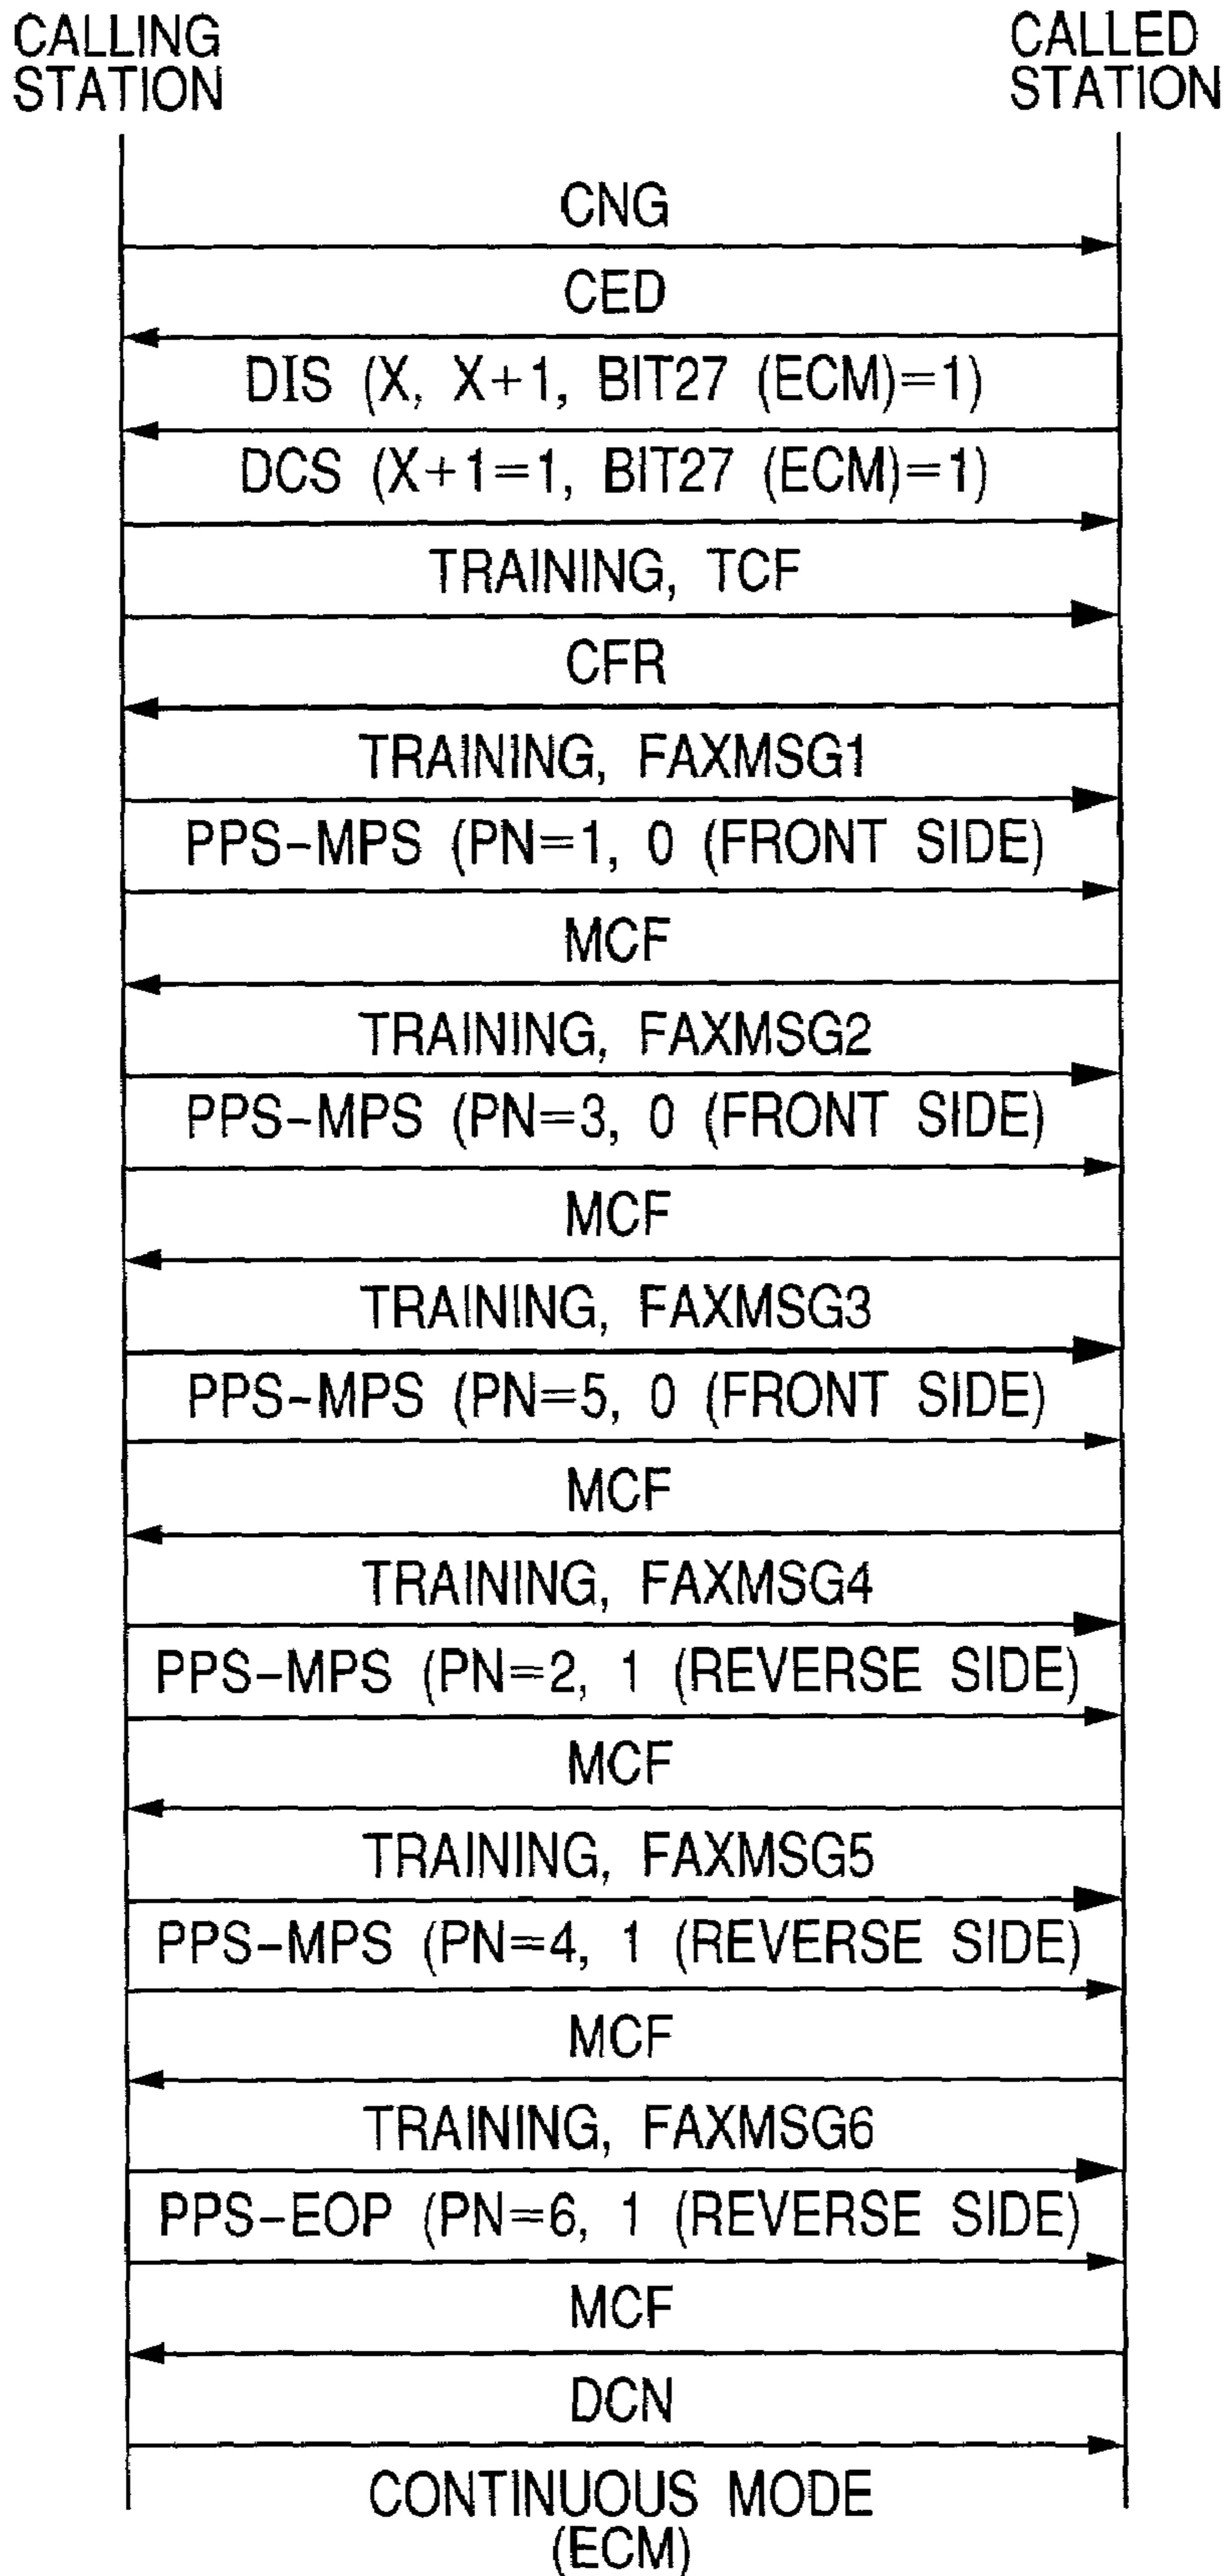 CALLING
STATION
CALLED
STATION
CNG
CED
DIS (X, X+1, BIT27 (ECM)=1)
DCS (X+1=1, BIT27 (ECM)=1)
TRAINING, TCF
CFR
TRAINING, FAXMSG1
PPS-MPS (PN=1, 0 (FRONT SIDE)
MCF
TRAINING, FAXMSG2
PPS-MPS (PN=3, 0 (FRONT SIDE)
MCF
TRAINING, FAXMSG3
PPS-MPS (PN=5, 0 (FRONT SIDE)
MCF
TRAINING, FAXMSG4
PPS-MPS (PN=2, 1 (REVERSE SIDE)
MCF
TRAINING, FAXMSG5
PPS-MPS (PN=4, 1 (REVERSE SIDE)
MCF
TRAINING, FAXMSG6
PPS-EOP (PN=6, 1 (REVERSE SIDE)
MCF
DCN
CONTINUOUS MODE
(ECM)